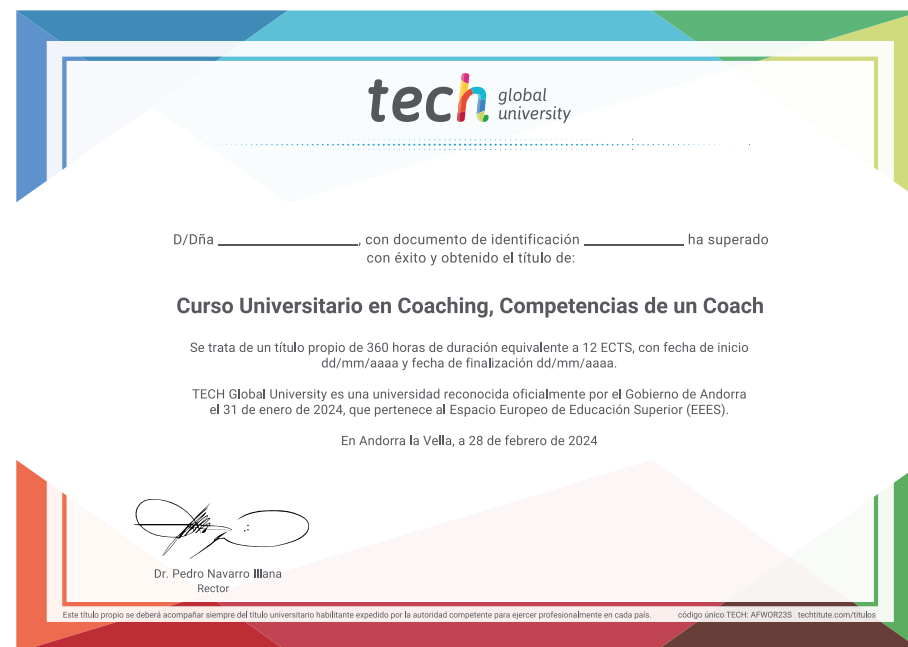 tech global university
D/Dña ________________, con documento de identificación ___________ ha superado
con éxito y obtenido el título de:
Curso Universitario en Coaching, Competencias de un Coach
Se trata de un título propio de 360 horas de duración equivalente a 12 ECTS, con fecha de inicio
dd/mm/aaaa y fecha de finalización dd/mm/aaaa.
TECH Global University es una universidad reconocida oficialmente por el Gobierno de Andorra
el 31 de enero de 2024, que pertenece al Espacio Europeo de Educación Superior (EEES).
En Andorra la Vella, a 28 de febrero de 2024
Dr. Pedro Navarro Illana
Rector
Este título propio se deberá acompañar siempre del título universitario habilitante expedido por la autoridad competente para ejercer profesionalmente en cada país. código único TECH: AFWOR23S techtitute.com/titulos